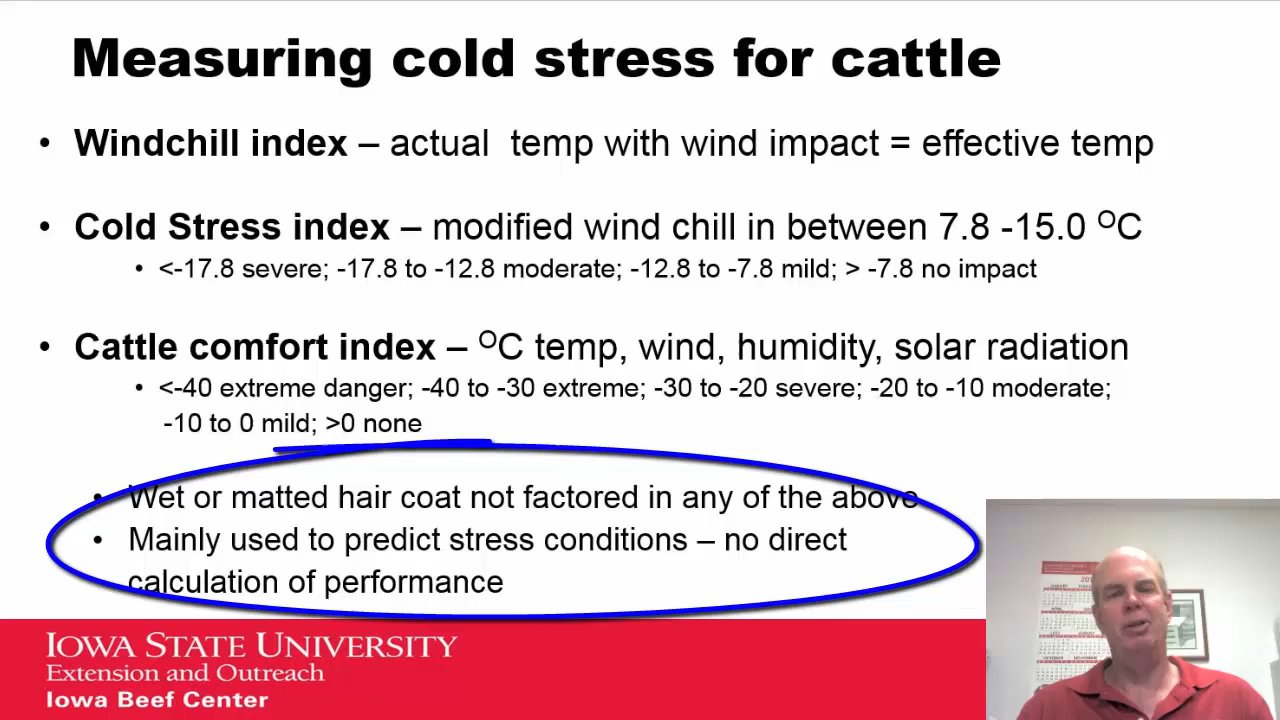 Measuring cold stress for cattle
• Windchill index – actual temp with wind impact = effective temp
• Cold Stress index – modified wind chill in between 7.8 -15.0 ᴼC
• <-17.8 severe; -17.8 to -12.8 moderate; -12.8 to -7.8 mild; > -7.8 no impact
• Cattle comfort index – ᴼC temp, wind, humidity, solar radiation
• <-40 extreme danger; -40 to -30 extreme; -30 to -20 severe; -20 to -10 moderate;
-10 to 0 mild; >0 none
• Wet or matted hair coat not factored in any of the above
• Mainly used to predict stress conditions – no direct
calculation of performance
IOWA STATE UNIVERSITY
Extension and Outreach
Iowa Beef Center